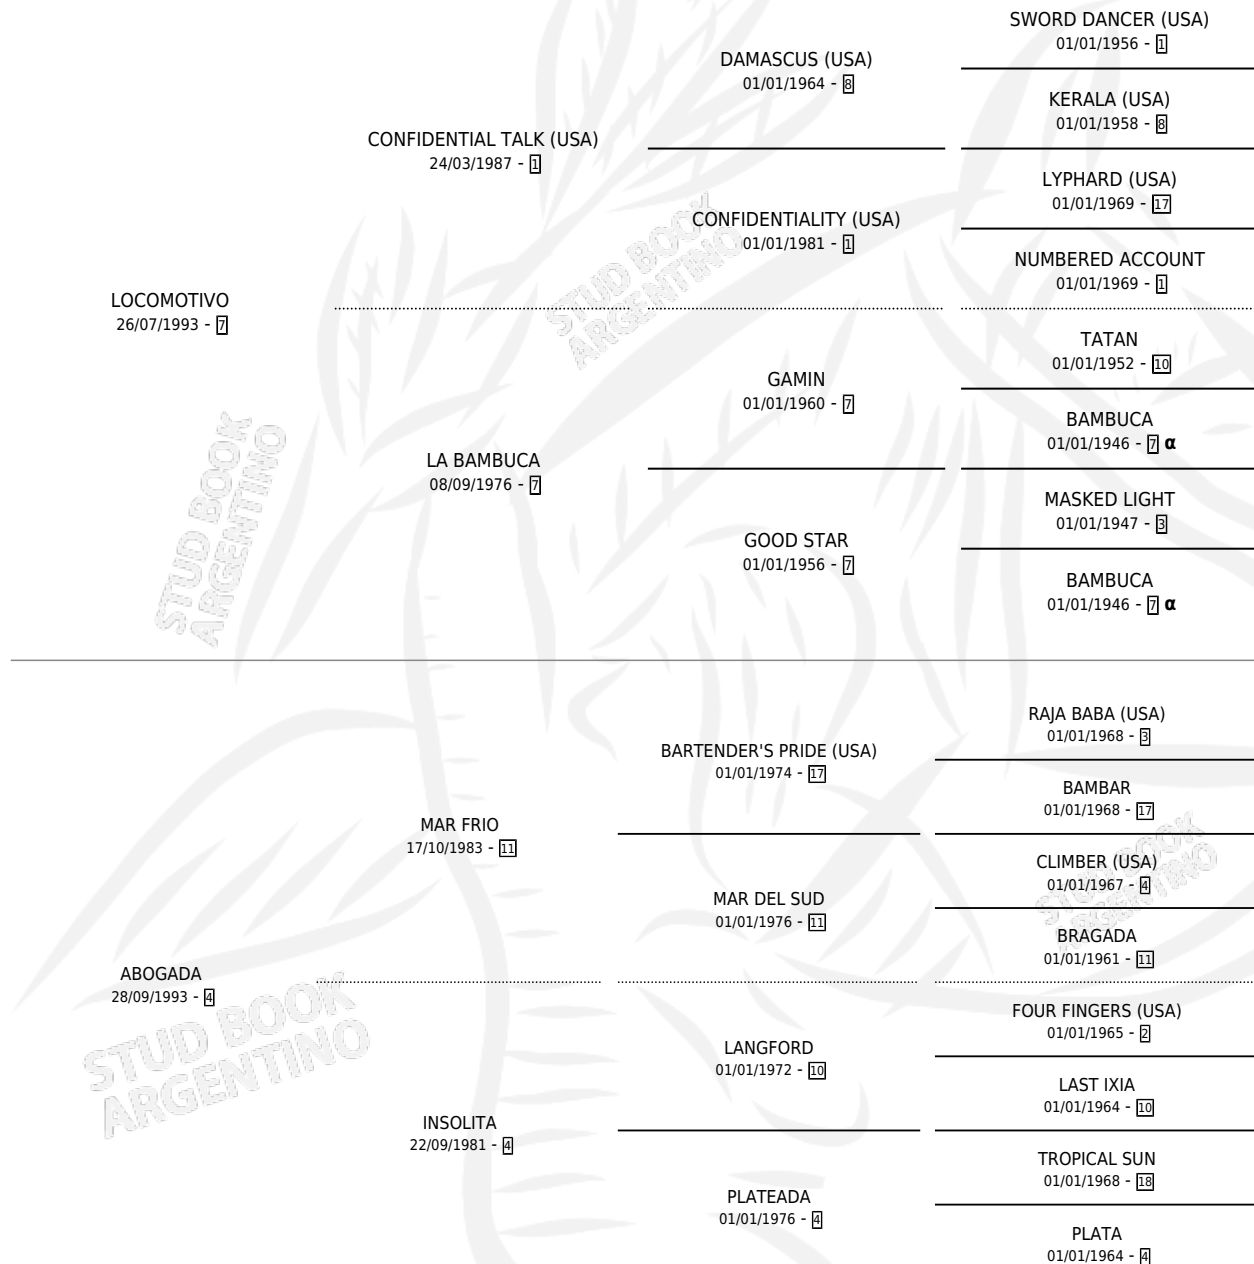 SWORD DANCER (USA)
01/01/1956 - 1
DAMASCUS (USA)
01/01/1964 - 8
KERALA (USA)
01/01/1958 - 8
CONFIDENTIAL TALK (USA)
24/03/1987 - 1
LYPHARD (USA)
01/01/1969 - 17
CONFIDENTIALITY (USA)
01/01/1981 - 1
NUMBERED ACCOUNT
01/01/1969 - 1
LOCOMOTIVO
26/07/1993 - 7
TATAN
01/01/1952 - 10
GAMIN
01/01/1960 - 7
BAMBUCA
01/01/1946 - 7 α
LA BAMBUCA
08/09/1976 - 7
MASKED LIGHT
01/01/1947 - 3
GOOD STAR
01/01/1956 - 7
BAMBUCA
01/01/1946 - 7 α
RAJA BABA (USA)
01/01/1968 - 3
BARTENDER'S PRIDE (USA)
01/01/1974 - 17
BAMBAR
01/01/1968 - 17
MAR FRIO
17/10/1983 - 11
CLIMBER (USA)
01/01/1967 - 4
MAR DEL SUD
01/01/1976 - 11
BRAGADA
01/01/1961 - 11
ABOGADA
28/09/1993 - 4
FOUR FINGERS (USA)
01/01/1965 - 2
LANGFORD
01/01/1972 - 10
LAST IXIA
01/01/1964 - 10
INSOLITA
22/09/1981 - 4
TROPICAL SUN
01/01/1968 - 18
PLATEADA
01/01/1976 - 4
PLATA
01/01/1964 - 4
STUD BOOK
ARGENTINO
STUD BOOK
ARGENTINO
STUD BOOK
ARGENTINO
STUD BOOK
ARGENTINO